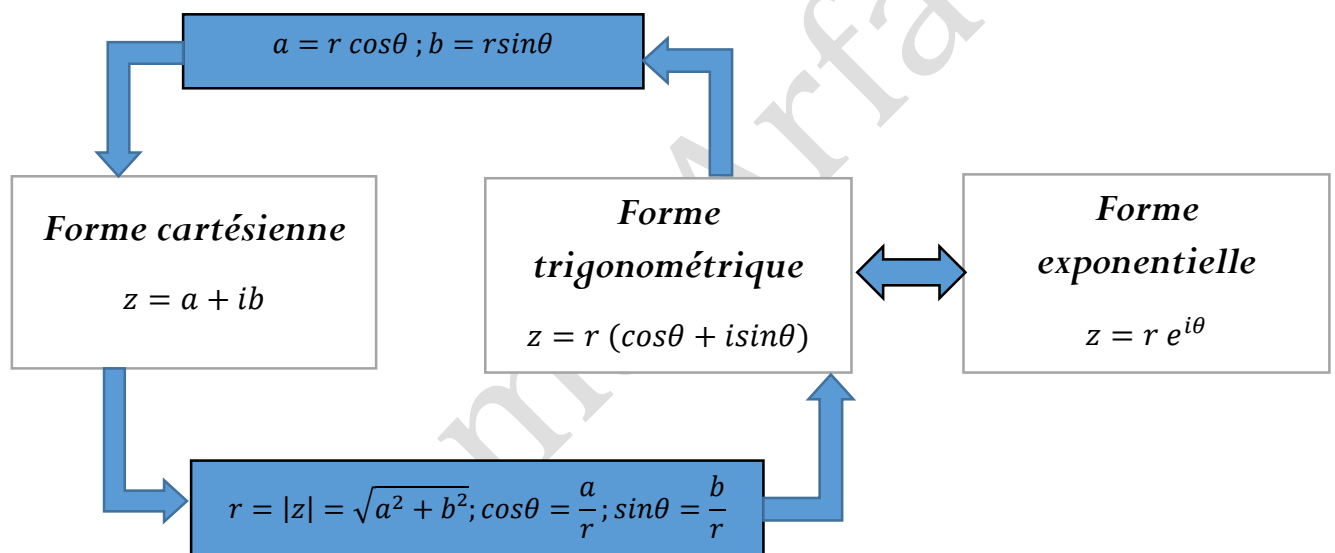 a = r cosθ ; b = rsinθ
Forme cartésienne
z = a + ib
Forme
trigonométrique
z = r (cosθ + isinθ)
Forme
exponentielle
z = r e^{iθ}
r = |z| = √(a² + b²); cosθ = a/r ; sinθ = b/r